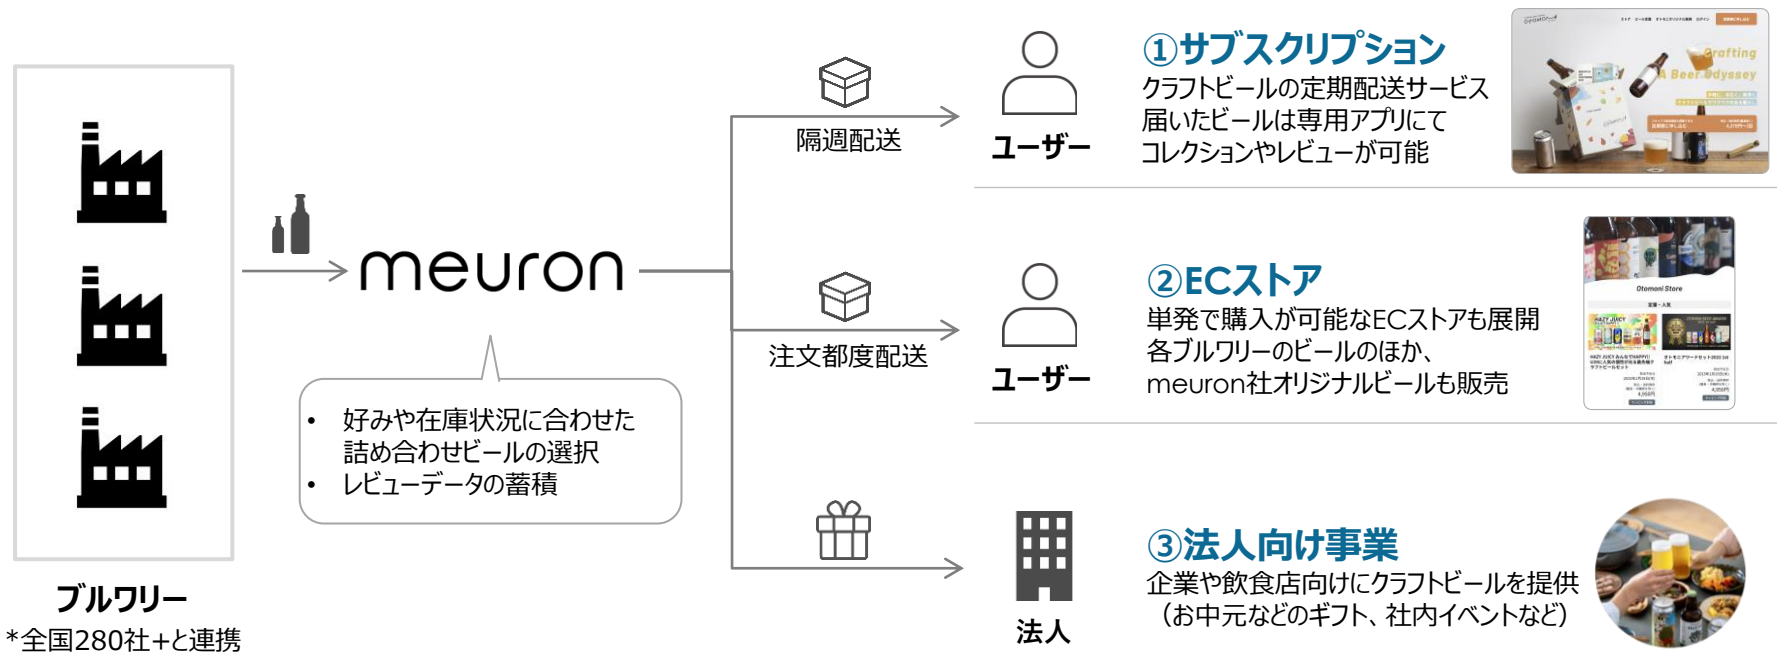 ブルワリー
*全国280社+と連携
meuron
• 好みや在庫状況に合わせた
詰め合わせビールの選択
• レビューデータの蓄積
隔週配送
ユーザー
①サブスクリプション
クラフトビールの定期配送サービス
届いたビールは専用アプリにて
コレクションやレビューが可能
Crafting
A Beer Odyssey
注文都度配送
ユーザー
②ECストア
単発で購入が可能なECストアも展開
各ブルワリーのビールのほか、
meuron社オリジナルビールも販売
Otomoni Store
定番・人気
HAZY JUICY
法人
③法人向け事業
企業や飲食店向けにクラフトビールを提供
（お中元などのギフト、社内イベントなど）